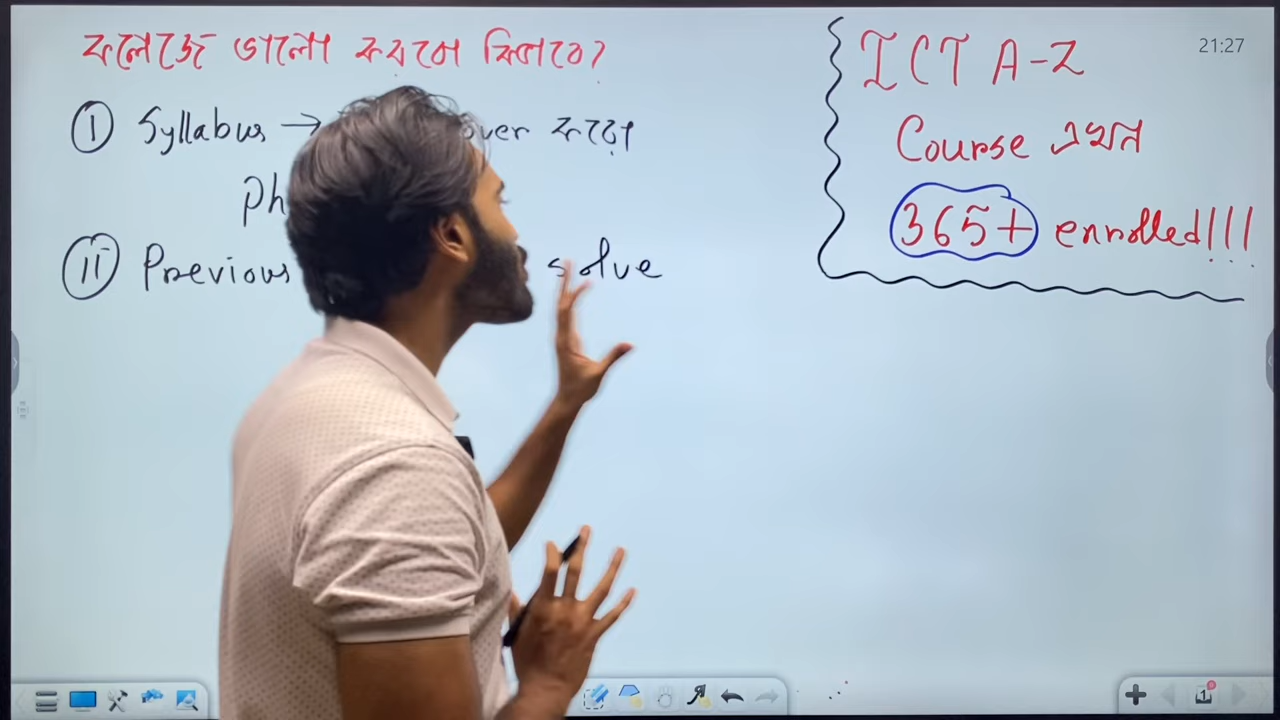 কলেজে ভালো করবো কিভাবে?
I Syllabus → over করো
Ph
II Previous solve
ICT A-Z
Course এখন
365+ enrolled!!!
21:27
1